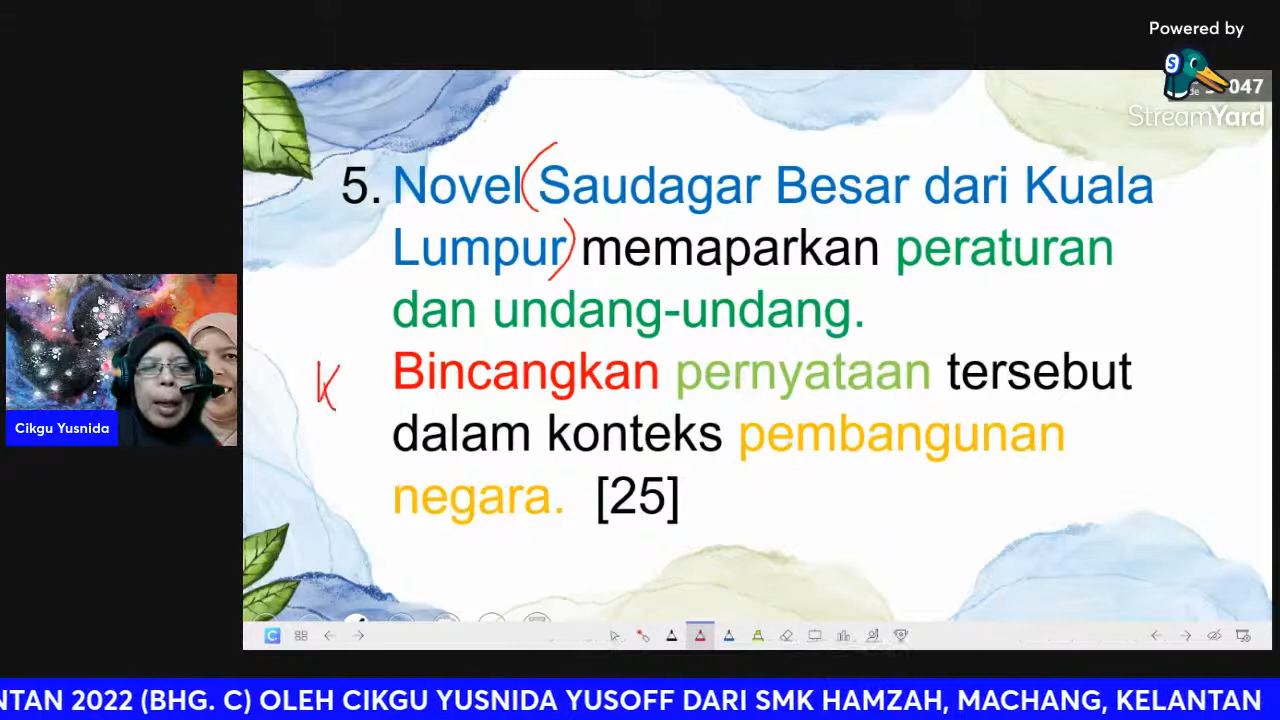 Powered by
047
StreamYard
5. Novel Saudagar Besar dari Kuala
Lumpur memaparkan peraturan
dan undang-undang.
K Bincangkan pernyataan tersebut
dalam konteks pembangunan
negara. [25]
Cikgu Yusnida
NTAN 2022 (BHG. C) OLEH CIKGU YUSNIDA YUSOFF DARI SMK HAMZAH, MACHANG, KELANTAN